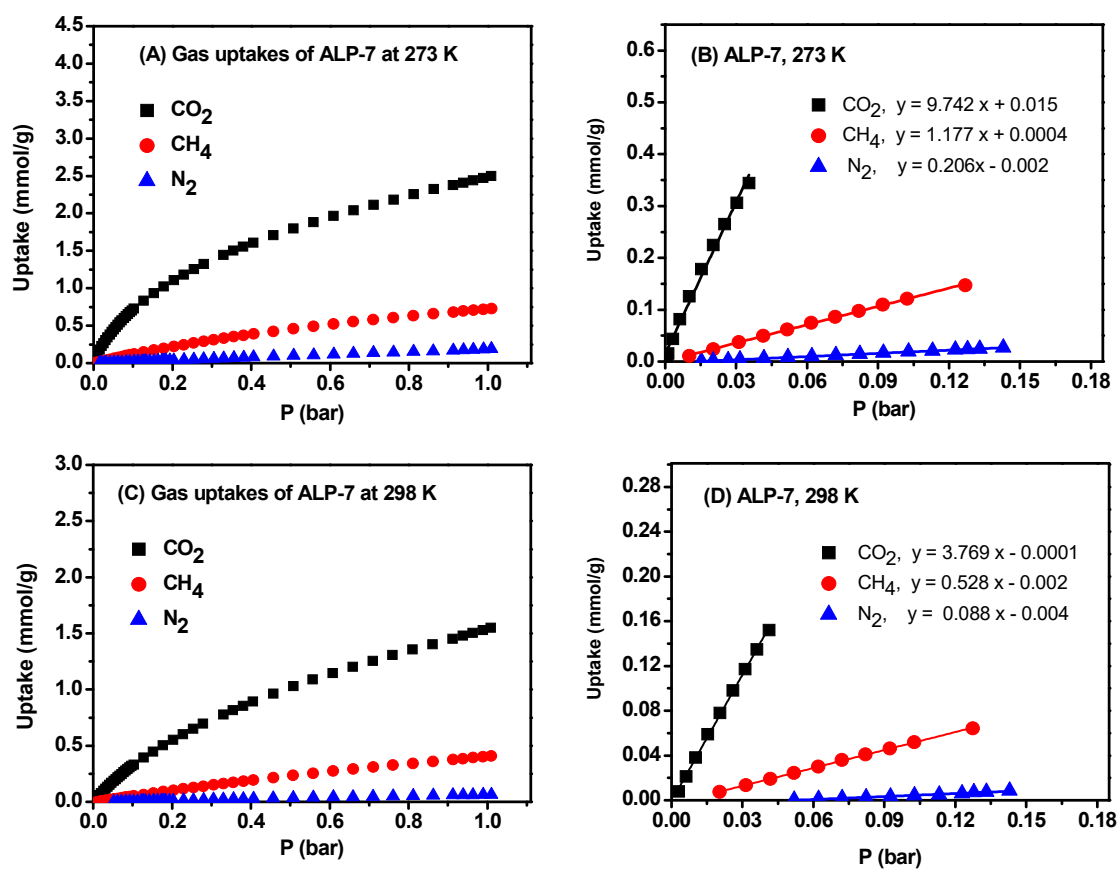 (A) Gas uptakes of ALP-7 at 273 K
CO2
CH4
N2
Uptake (mmol/g)
4.5
4.0
3.5
3.0
2.5
2.0
1.5
1.0
0.5
0.0
0.0 0.2 0.4 0.6 0.8 1.0
P (bar)
(B) ALP-7, 273 K
CO2, y = 9.742 x + 0.015
CH4, y = 1.177 x + 0.0004
N2, y = 0.206x - 0.002
Uptake (mmol/g)
0.6
0.5
0.4
0.3
0.2
0.1
0.0
0.00 0.03 0.06 0.09 0.12 0.15 0.18
P (bar)
(C) Gas uptakes of ALP-7 at 298 K
CO2
CH4
N2
Uptake (mmol/g)
3.0
2.5
2.0
1.5
1.0
0.5
0.0
0.0 0.2 0.4 0.6 0.8 1.0
P (bar)
(D) ALP-7, 298 K
CO2, y = 3.769 x - 0.0001
CH4, y = 0.528 x - 0.002
N2, y = 0.088 x - 0.004
Uptake (mmol/g)
0.28
0.24
0.20
0.16
0.12
0.08
0.04
0.00
0.00 0.03 0.06 0.09 0.12 0.15 0.18
P (bar)